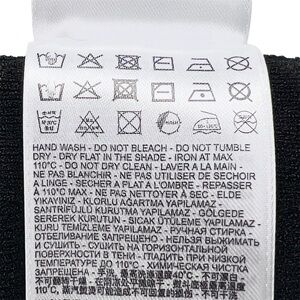 HAND WASH - DO NOT BLEACH - DO NOT TUMBLE
DRY - DRY FLAT IN THE SHADE - IRON AT MAX
110°C - DO NOT DRY CLEAN - LAVER A LA MAIN -
NE PAS BLANCHIR - NE PAS UTILISER DE SECHOIR
A LINGE - SECHER A PLAT A L'OMBRE - REPASSER
À 110°C MAX - NE PAS NETTOYER A SEC - ELDE
YIKAYINIZ - KLORLU AĞARTMA YAPILAMAZ -
SANTRİFÜJLÜ KURUTMA YAPILMAZ - GÖLGEDE
SEREREK KURUTUN - SICAK ÜTÜLEME YAPILMAZ -
KURU TEMİZLEME YAPILMAZ - РУЧНАЯ СТИРКА -
ОТБЕЛИВАНИЕ ЗАПРЕЩЕНО - НЕЛЬЗЯ ВЫЖИМАТЬ
И СУШИТЬ - СУШИТЬ НА ГОРИЗОНТАЛЬНОЙ
ПОВЕРХНОСТИ В ТЕНИ - ГЛАДИТЬ ПРИ НИЗКОЙ
ТЕМПЕРАТУРЕ ДО 110°C - ХИМИЧЕСКАЯ ЧИСТКА
ЗАПРЕЩЕНА -